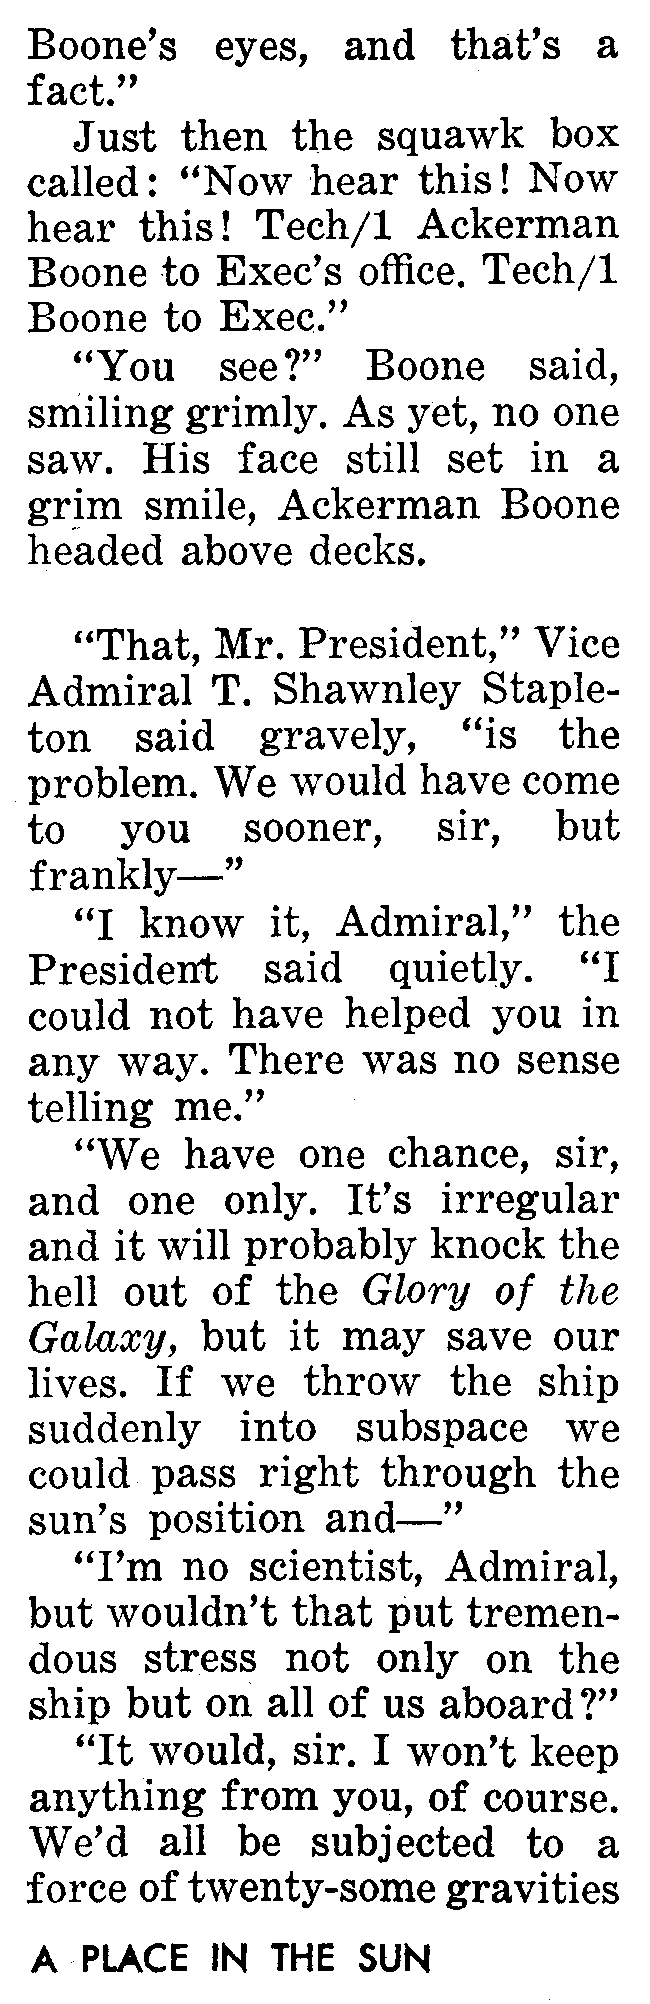 Boone's eyes, and that's a
fact."
Just then the squawk box
called: "Now hear this! Now
hear this! Tech/1 Ackerman
Boone to Exec's office. Tech/1
Boone to Exec."
"You see?" Boone said,
smiling grimly. As yet, no one
saw. His face still set in a
grim smile, Ackerman Boone
headed above decks.
"That, Mr. President," Vice
Admiral T. Shawnley Staple-
ton said gravely, "is the
problem. We would have come
to you sooner, sir, but
frankly—"
"I know it, Admiral," the
President said quietly. "I
could not have helped you in
any way. There was no sense
telling me."
"We have one chance, sir,
and one only. It's irregular
and it will probably knock the
hell out of the Glory of the
Galaxy, but it may save our
lives. If we throw the ship
suddenly into subspace we
could pass right through the
sun's position and—"
"I'm no scientist, Admiral,
but wouldn't that put tremen-
dous stress not only on the
ship but on all of us aboard?"
"It would, sir. I won't keep
anything from you, of course.
We'd all be subjected to a
force of twenty-some gravities
A PLACE IN THE SUN